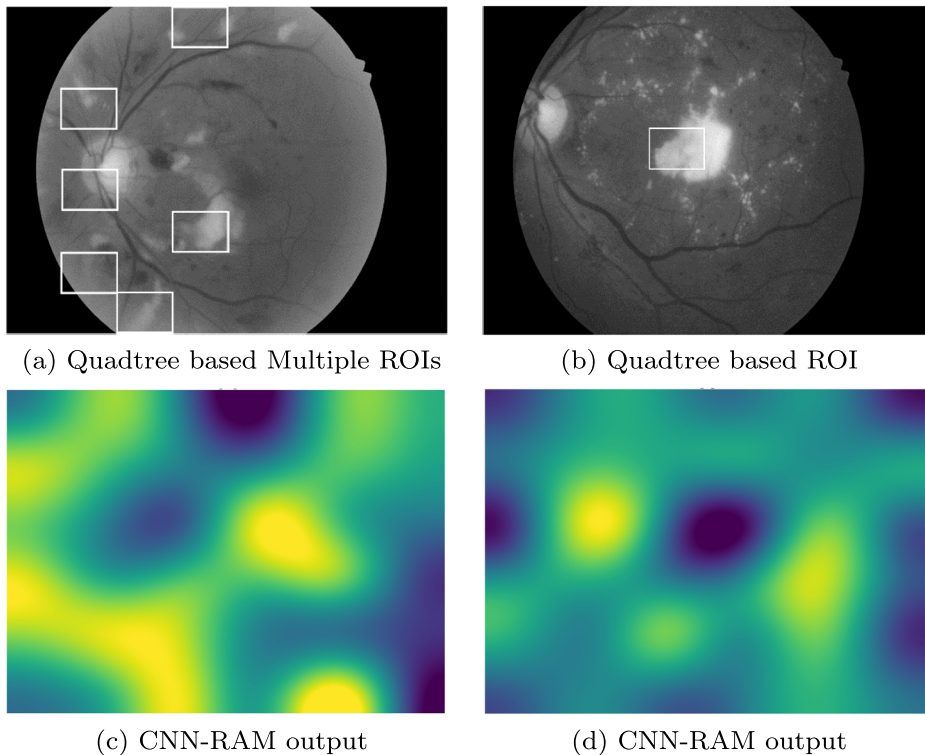 (a) Quadtree based Multiple ROIs
(b) Quadtree based ROI
(c) CNN-RAM output
(d) CNN-RAM output